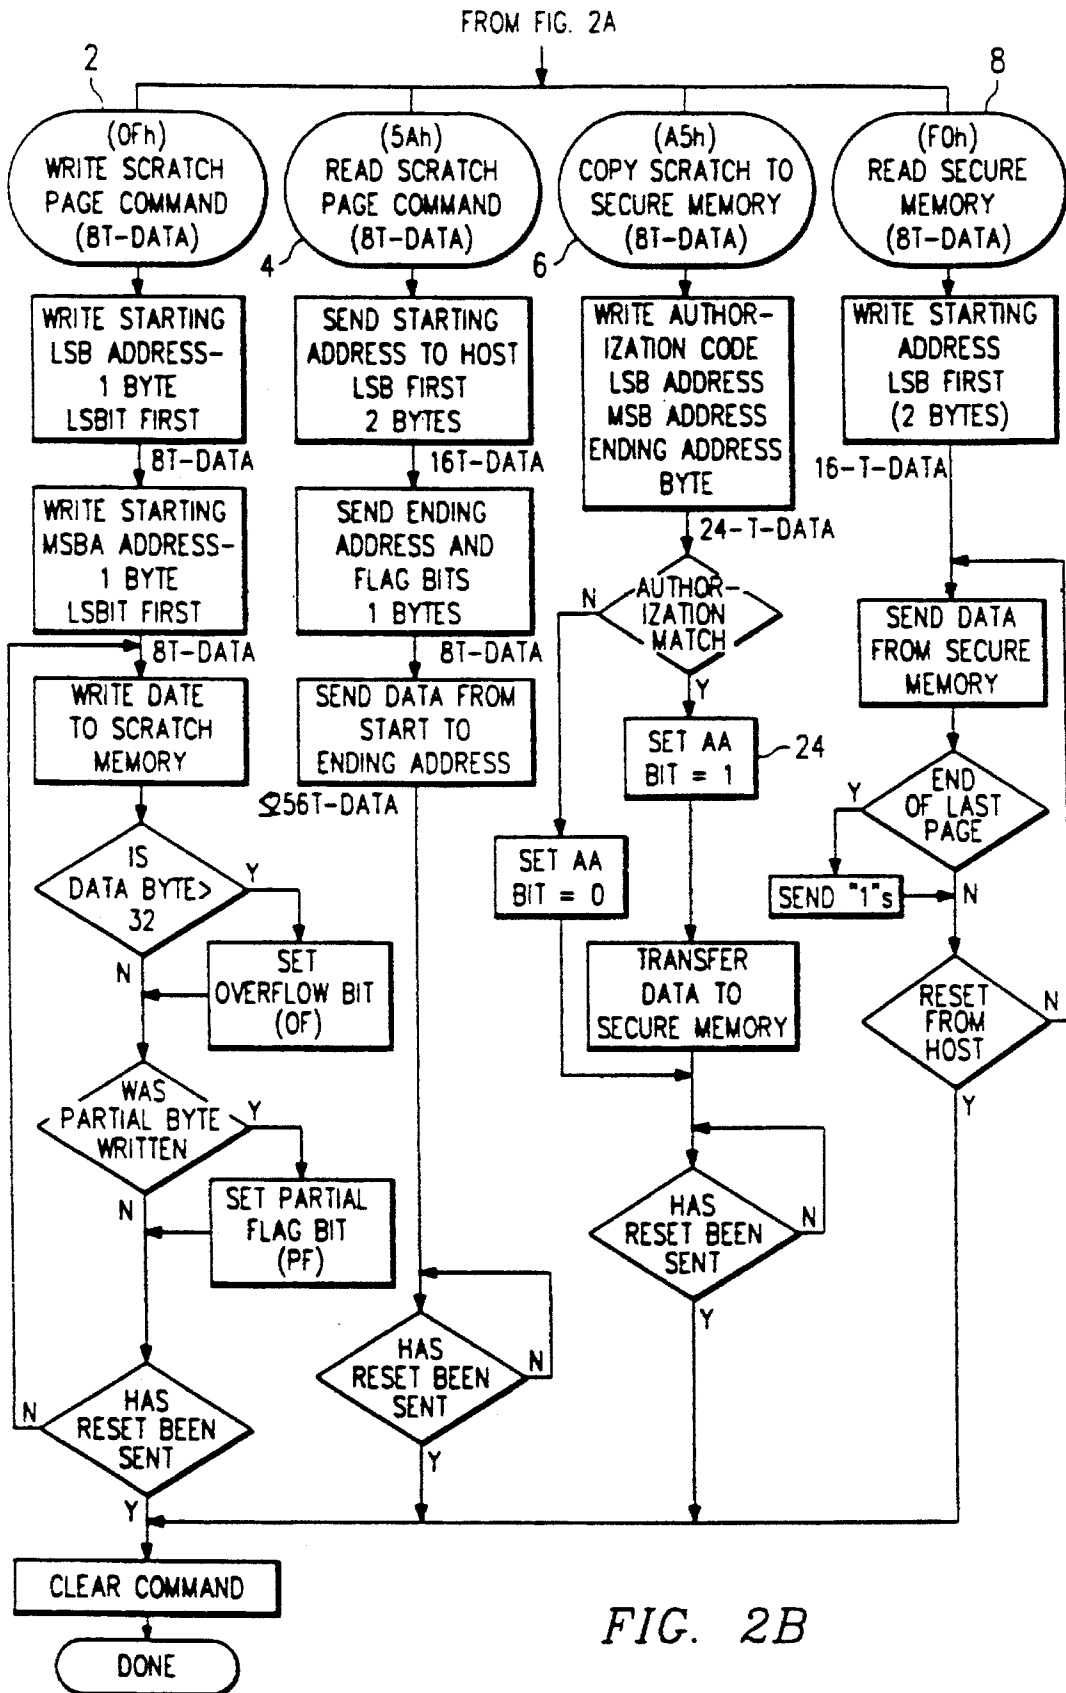 FROM FIG. 2A
2
(0Fh)
WRITE SCRATCH
PAGE COMMAND
(8T-DATA)
WRITE STARTING
LSB ADDRESS-
1 BYTE
LSBIT FIRST
8T-DATA
WRITE STARTING
MSBA ADDRESS-
1 BYTE
LSBIT FIRST
8T-DATA
WRITE DATE
TO SCRATCH
MEMORY
IS
DATA BYTE>
32
Y
N
SET
OVERFLOW BIT
(OF)
WAS
PARTIAL BYTE
WRITTEN
Y
N
SET PARTIAL
FLAG BIT
(PF)
HAS
RESET BEEN
SENT
N
Y
CLEAR COMMAND
DONE
4
(5Ah)
READ SCRATCH
PAGE COMMAND
(8T-DATA)
SEND STARTING
ADDRESS TO HOST
LSB FIRST
2 BYTES
16T-DATA
SEND ENDING
ADDRESS AND
FLAG BITS
1 BYTES
8T-DATA
SEND DATA FROM
START TO
ENDING ADDRESS
≤256T-DATA
HAS
RESET BEEN
SENT
N
Y
6
(A5h)
COPY SCRATCH TO
SECURE MEMORY
(8T-DATA)
WRITE AUTHOR-
IZATION CODE
LSB ADDRESS
MSB ADDRESS
ENDING ADDRESS
BYTE
24-T-DATA
AUTHOR-
IZATION
MATCH
N
Y
SET AA
BIT = 1
24
SET AA
BIT = 0
TRANSFER
DATA TO
SECURE MEMORY
HAS
RESET BEEN
SENT
N
Y
8
(F0h)
READ SECURE
MEMORY
(8T-DATA)
WRITE STARTING
ADDRESS
LSB FIRST
(2 BYTES)
16-T-DATA
SEND DATA
FROM SECURE
MEMORY
END
OF LAST
PAGE
Y
N
SEND "1"s
RESET
FROM
HOST
N
Y
FIG. 2B